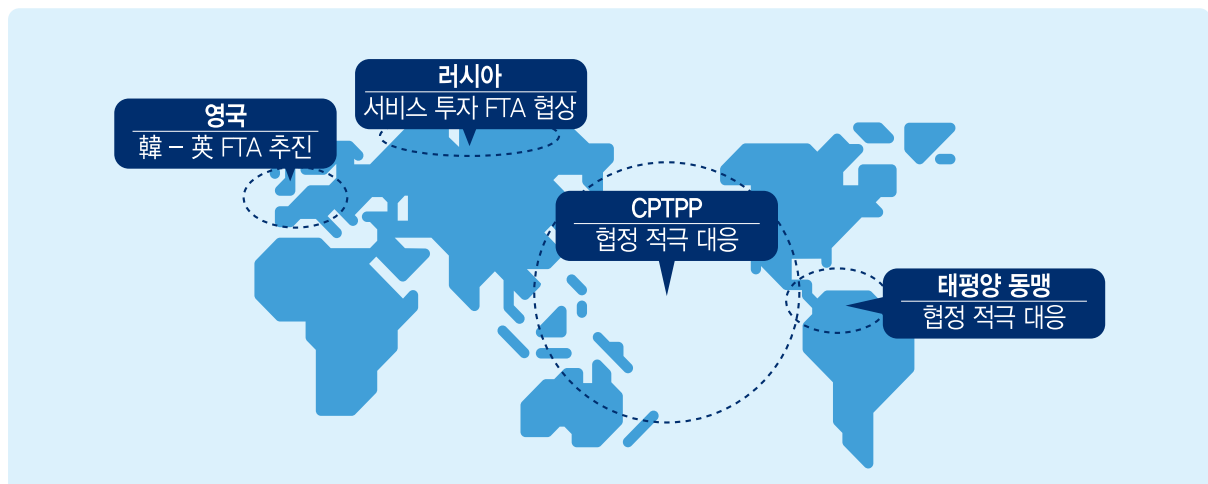 러시아
서비스 투자 FTA 협상
영국
韓 – 英 FTA 추진
CPTPP
협정 적극 대응
태평양 동맹
협정 적극 대응